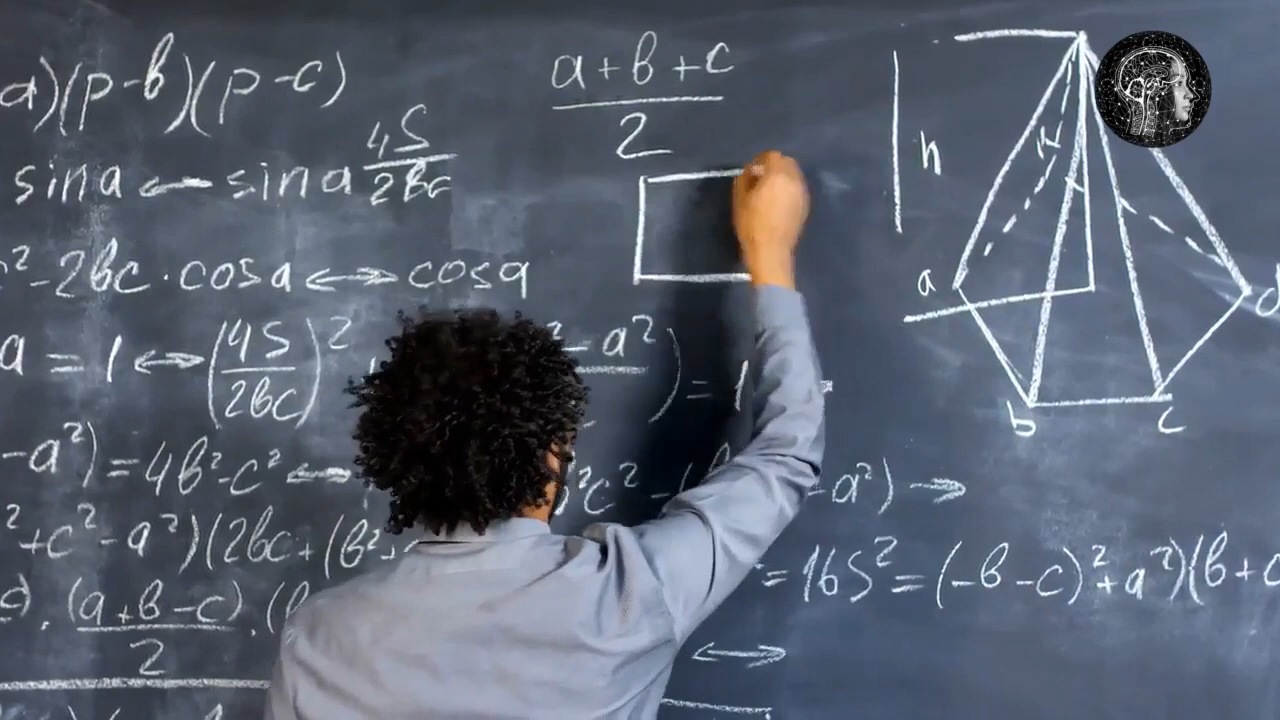 a)(p-b)(p-c)
a+b+c
2
sin a ← sin a 4S
2bc
² - 2bc · cos a ↔ cos a
a = 1 ↔ (4S
2bc)² ² - a²) = 1
- a²) = 4b² - c² ← ²c² - ( - a²) →
² + c² - a²)(2bc + (b² +
= 16S² = (-b - c)² + a²)(b + c
(a + b - c)
2
↔
h
a
b
c
d